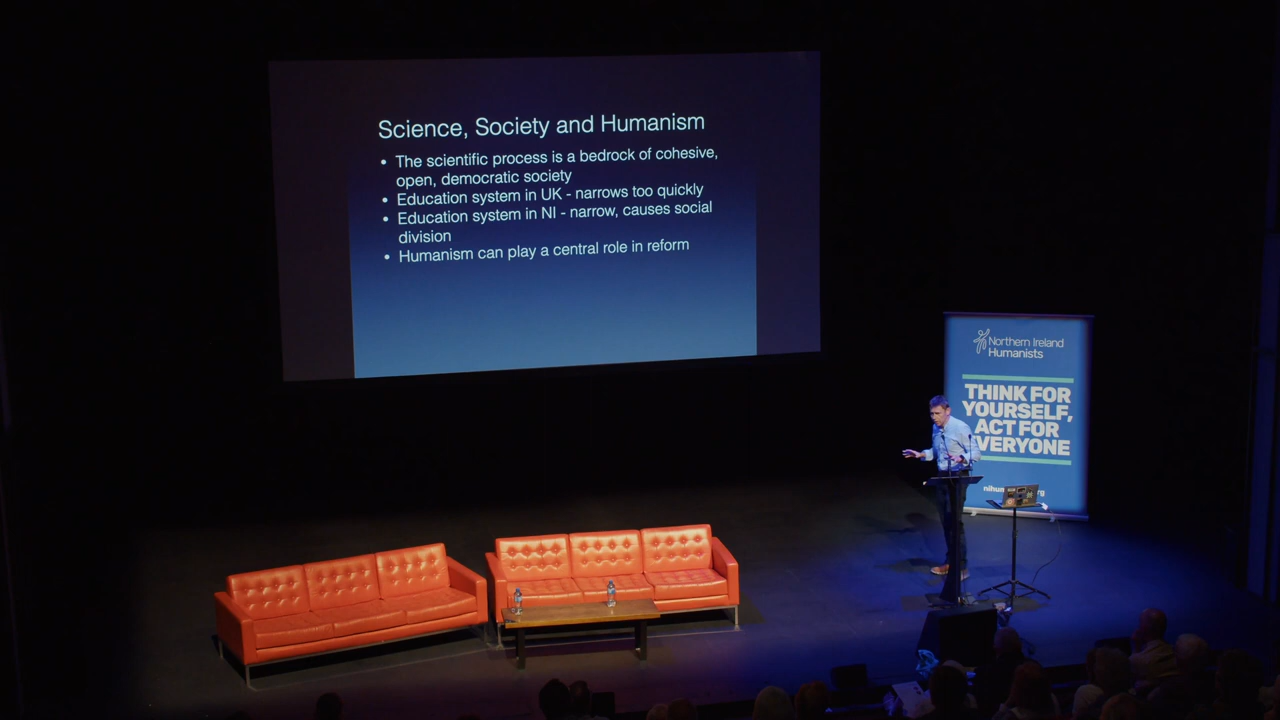 Science, Society and Humanism
• The scientific process is a bedrock of cohesive,
open, democratic society
• Education system in UK - narrows too quickly
• Education system in NI - narrow, causes social
division
• Humanism can play a central role in reform
Northern Ireland
Humanists
THINK FOR
YOURSELF,
ACT FOR
VERYONE